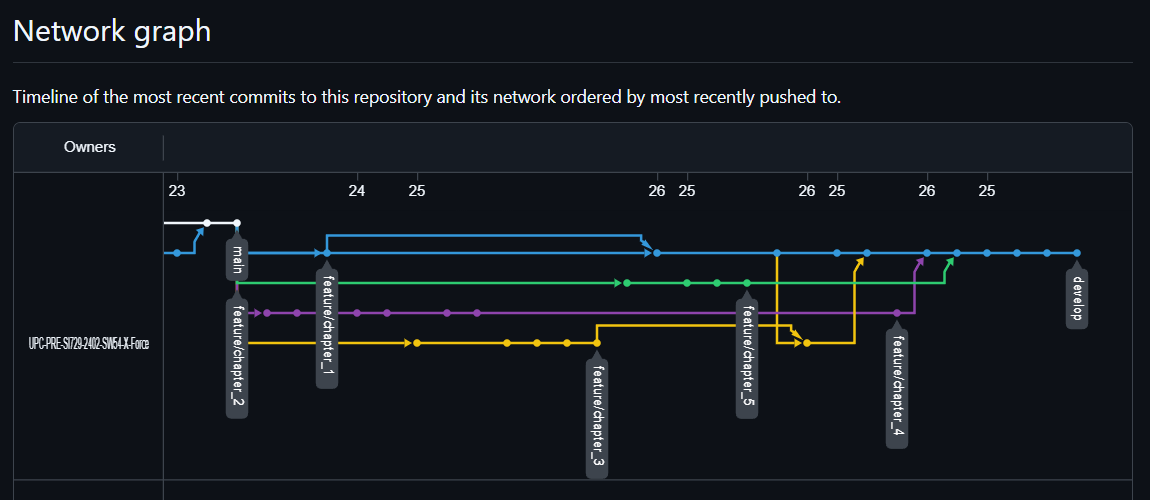 Network graph
Timeline of the most recent commits to this repository and its network ordered by most recently pushed to.
Owners
23 24 25 26 25 26 25 26 25
UPC-PRE-SI729-2402-SW54-X-Force
main
feature/chapter_2
feature/chapter_1
feature/chapter_3
feature/chapter_5
feature/chapter_4
develop